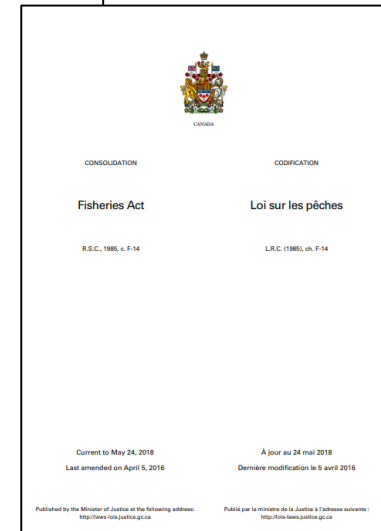 CANADA
CONSOLIDATION
CODIFICATION
Fisheries Act
Loi sur les pêches
R.S.C., 1985, c. F-14
L.R.C. (1985), ch. F-14
Current to May 24, 2018
À jour au 24 mai 2018
Last amended on April 5, 2016
Dernière modification le 5 avril 2016
Published by the Minister of Justice at the following address:
http://laws-lois.justice.gc.ca
Publié par le ministre de la Justice à l'adresse suivante :
http://lois-laws.justice.gc.ca